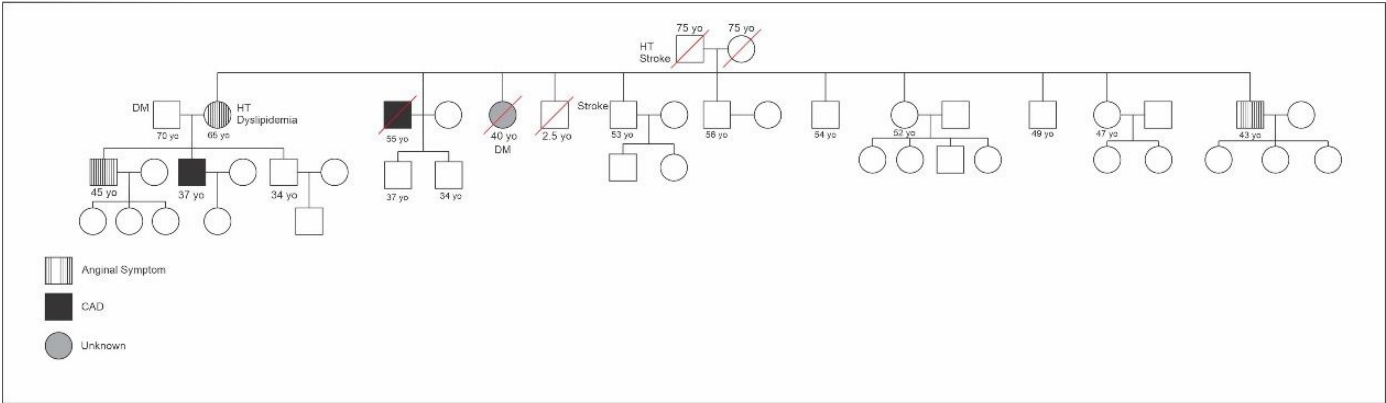 75 yo 75 yo
HT
Stroke
DM
HT
Dyslipidemia
Stroke
70 yo
65 yo
55 yo
40 yo
DM
2.5 yo
53 yo
58 yo
54 yo
52 yo
49 yo
47 yo
43 yo
45 yo
37 yo
34 yo
37 yo
34 yo
Anginal Symptom
CAD
Unknown